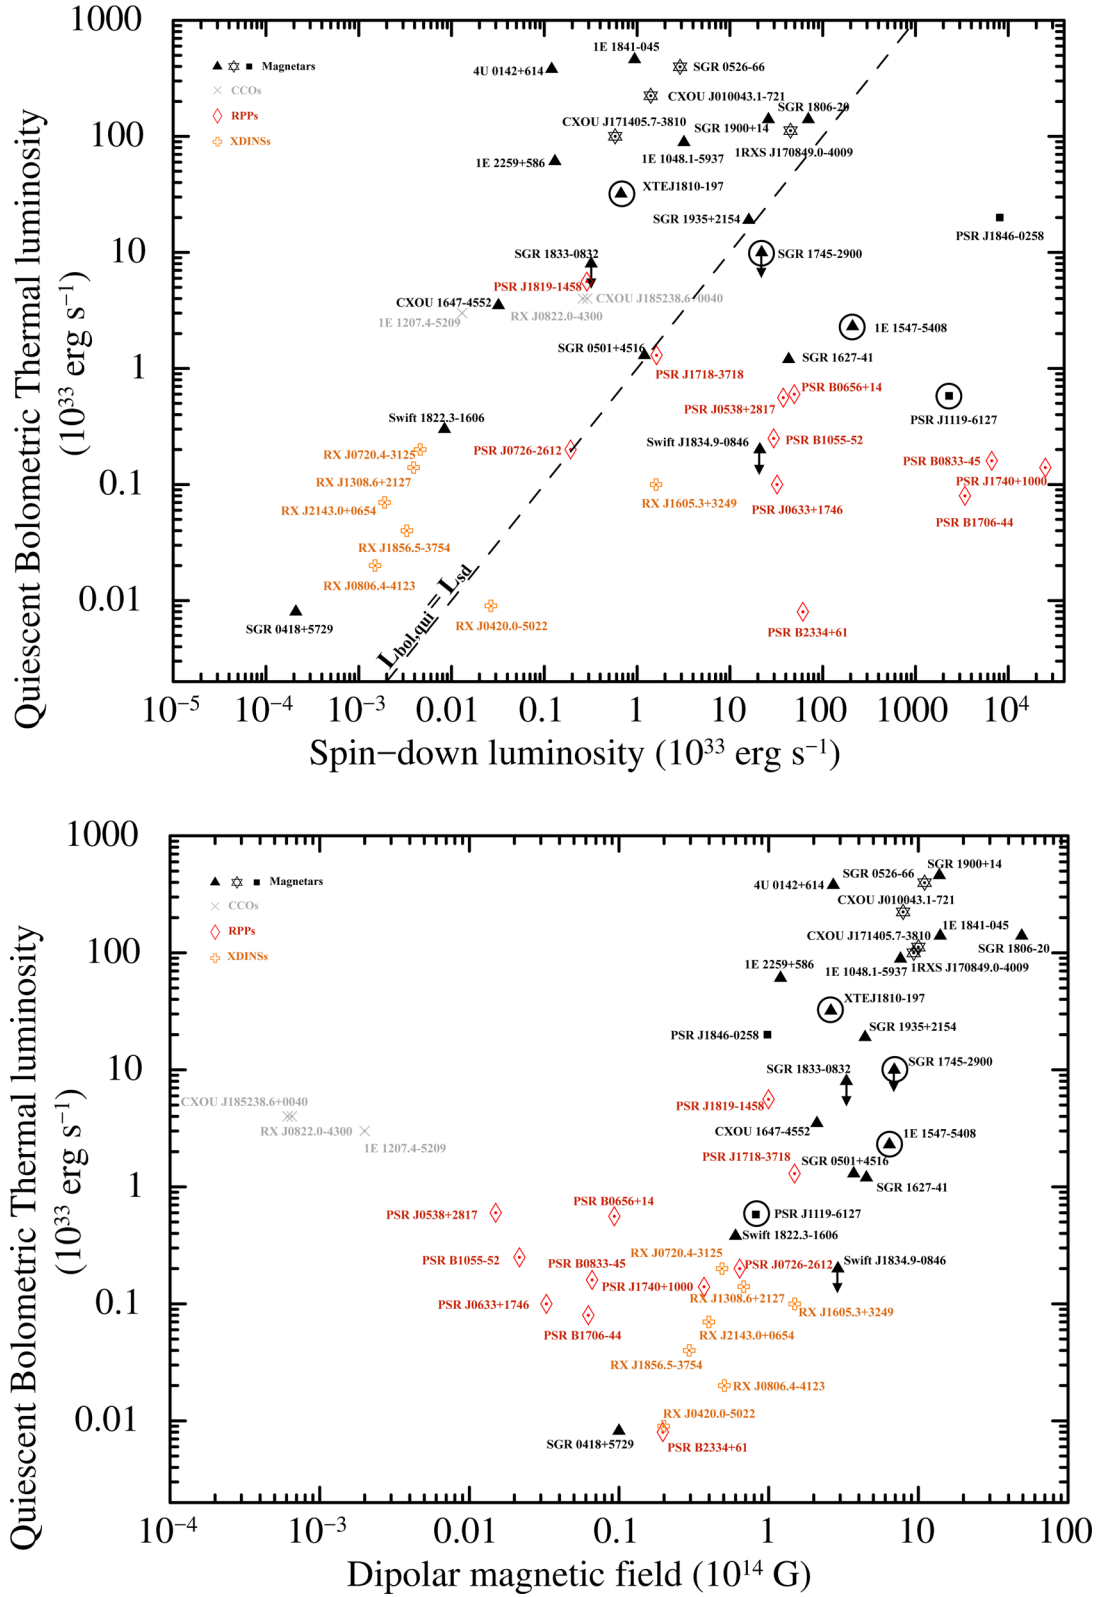 1000
100
10
1
0.1
0.01
Quiescent Bolometric Thermal luminosity
(10³³ erg s⁻¹)
Magnetars
CCOs
RPPs
XDINSs
1E 1841-045
4U 0142+614
SGR 0526-66
CXOU J010043.1-721
SGR 1806-20
CXOU J171405.7-3810
SGR 1900+14
1E 2259+586
1E 1048.1-5937
1RXS J170849.0-4009
XTEJ1810-197
SGR 1935+2154
PSR J1846-0258
SGR 1833-0832
SGR 1745-2900
PSR J1819-1458
CXOU 1647-4552
CXOU J185238.6+0040
1E 1207.4-5209
RX J0822.0-4300
1E 1547-5408
SGR 0501+4516
SGR 1627-41
PSR J1718-3718
PSR B0656+14
PSR J0538+2817
PSR J1119-6127
Swift 1822.3-1606
Swift J1834.9-0846
PSR B1055-52
RX J0720.4-3125
PSR J0726-2612
PSR B0833-45
RX J1308.6+2127
PSR J1740+1000
RX J2143.0+0654
RX J1605.3+3249
PSR J0633+1746
PSR B1706-44
RX J1856.5-3754
RX J0806.4-4123
L_bol,qui = L_sd
SGR 0418+5729
RX J0420.0-5022
PSR B2334+61
10⁻⁵ 10⁻⁴ 10⁻³ 0.01 0.1 1 10 100 1000 10⁴
Spin−down luminosity (10³³ erg s⁻¹)
1000
100
10
1
0.1
0.01
Quiescent Bolometric Thermal luminosity
(10³³ erg s⁻¹)
Magnetars
CCOs
RPPs
XDINSs
SGR 1900+14
SGR 0526-66
4U 0142+614
CXOU J010043.1-721
1E 1841-045
CXOU J171405.7-3810
SGR 1806-20
1E 2259+586
1E 1048.1-5937
1RXS J170849.0-4009
XTEJ1810-197
SGR 1935+2154
PSR J1846-0258
SGR 1833-0832
SGR 1745-2900
CXOU J185238.6+0040
PSR J1819-1458
RX J0822.0-4300
CXOU 1647-4552
1E 1207.4-5209
1E 1547-5408
PSR J1718-3718
SGR 0501+4516
SGR 1627-41
PSR B0656+14
PSR J0538+2817
PSR J1119-6127
Swift 1822.3-1606
RX J0720.4-3125
PSR B1055-52
PSR B0833-45
PSR J0726-2612
Swift J1834.9-0846
PSR J1740+1000
RX J1308.6+2127
PSR J0633+1746
RX J1605.3+3249
PSR B1706-44
RX J2143.0+0654
RX J1856.5-3754
RX J0806.4-4123
RX J0420.0-5022
SGR 0418+5729
PSR B2334+61
10⁻⁴ 10⁻³ 0.01 0.1 1 10 100
Dipolar magnetic field (10¹⁴ G)